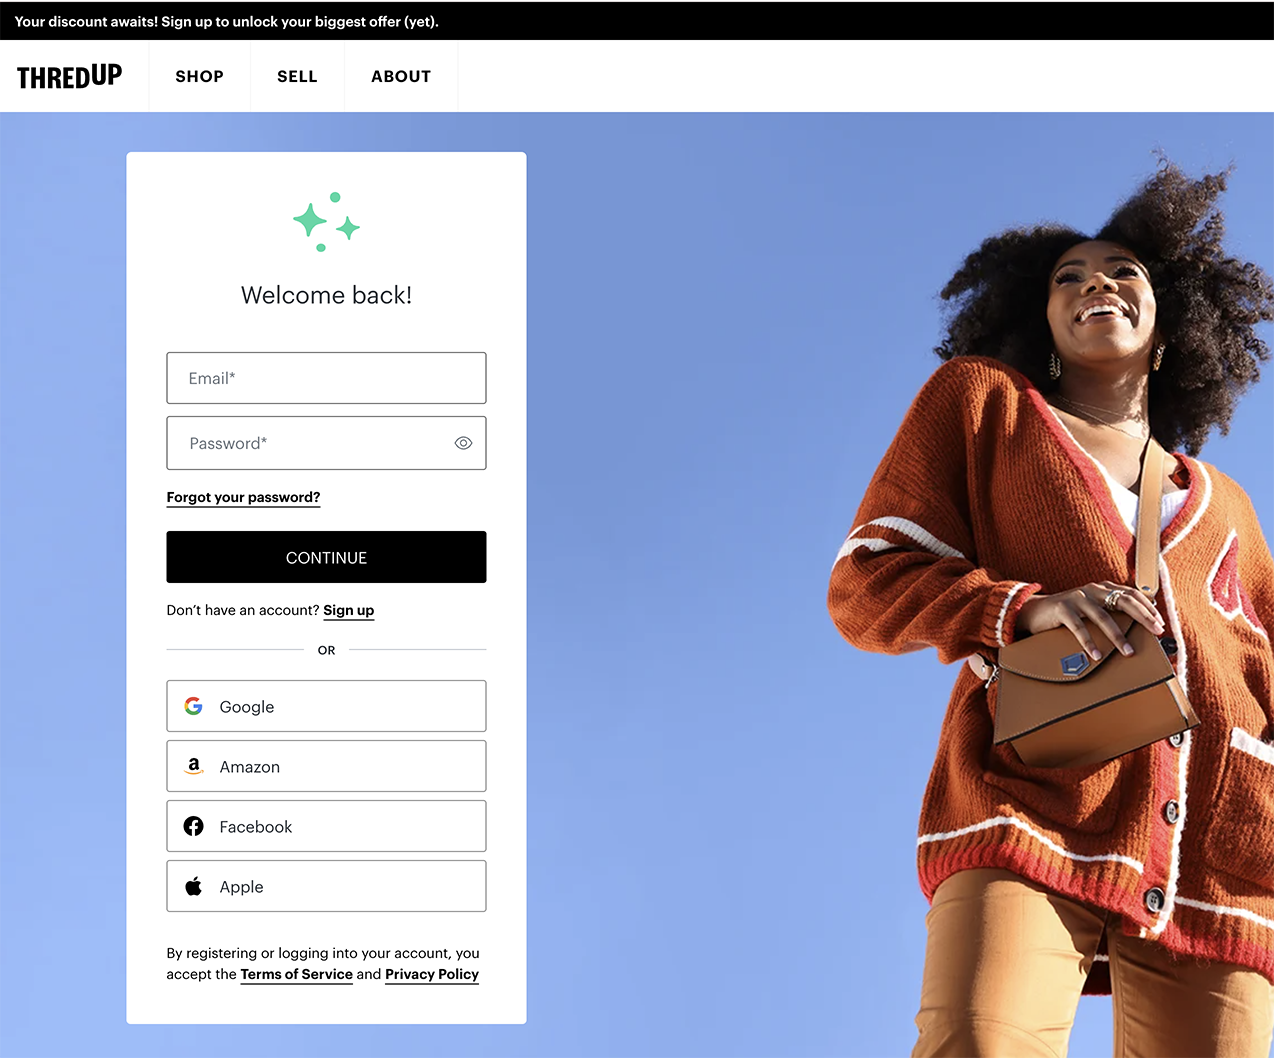 Your discount awaits! Sign up to unlock your biggest offer (yet).
THREDUP
SHOP
SELL
ABOUT
Welcome back!
Email*
Password*
Forgot your password?
CONTINUE
Don’t have an account? Sign up
OR
Google
Amazon
Facebook
Apple
By registering or logging into your account, you
accept the Terms of Service and Privacy Policy